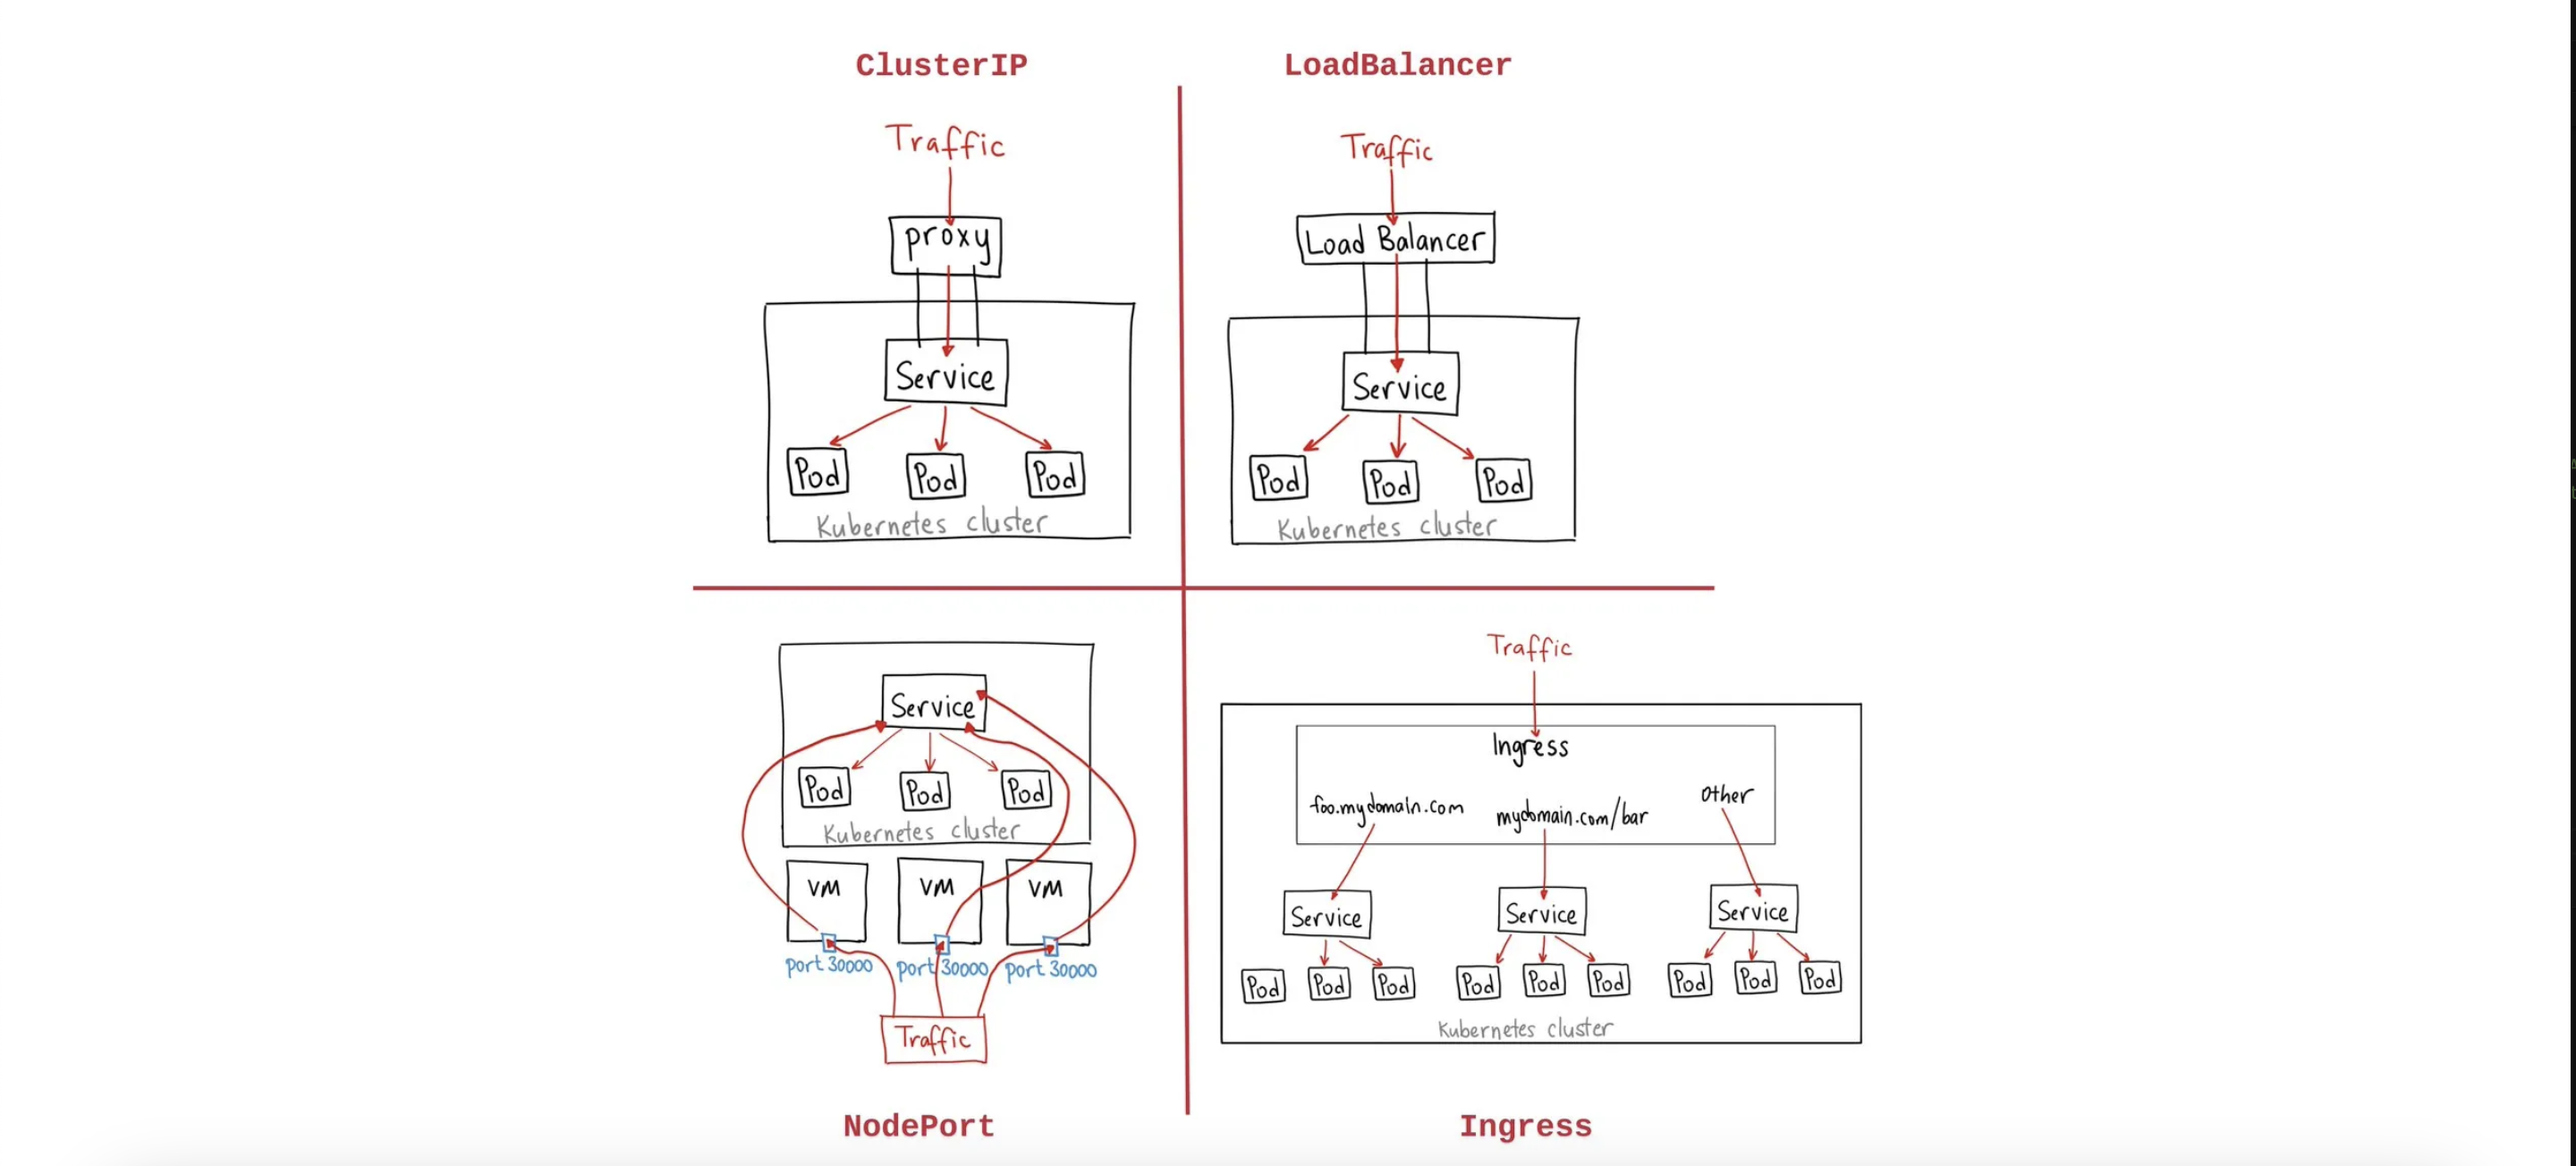 ClusterIP
Traffic
proxy
Service
Pod Pod Pod
Kubernetes cluster
LoadBalancer
Traffic
Load Balancer
Service
Pod Pod Pod
Kubernetes cluster
Service
Pod Pod Pod
Kubernetes cluster
VM VM VM
port 30000 port 30000 port 30000
Traffic
NodePort
Traffic
Ingress
foo.mydomain.com mydomain.com/bar Other
Service Service Service
Pod Pod Pod Pod Pod Pod Pod Pod Pod
Kubernetes cluster
Ingress